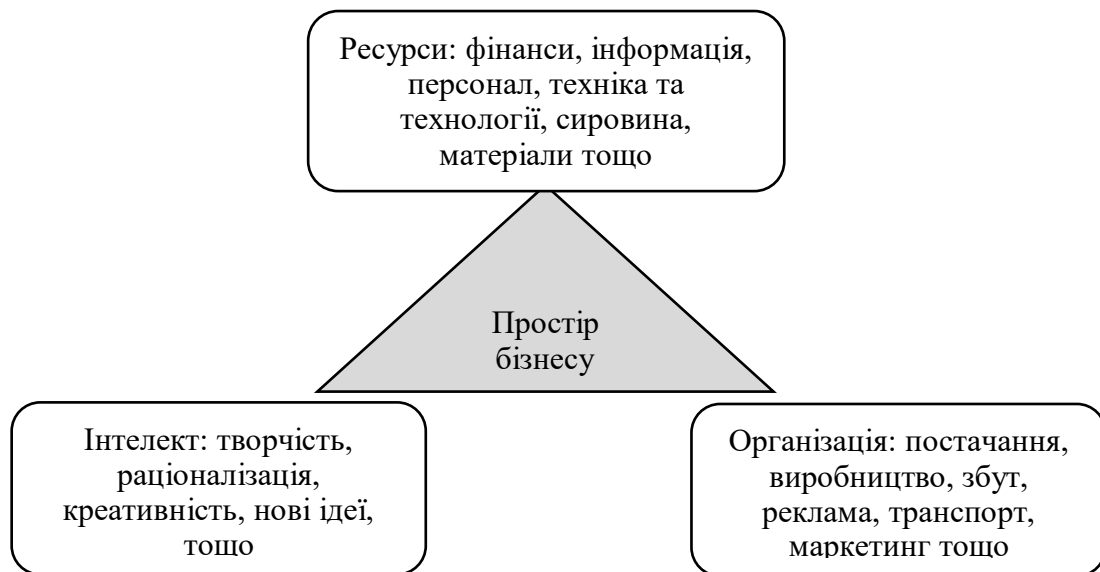 Ресурси: фінанси, інформація,
персонал, техніка та
технології, сировина,
матеріали тощо
Простір
бізнесу
Інтелект: творчість,
раціоналізація,
креативність, нові ідеї,
тощо
Організація: постачання,
виробництво, збут,
реклама, транспорт,
маркетинг тощо